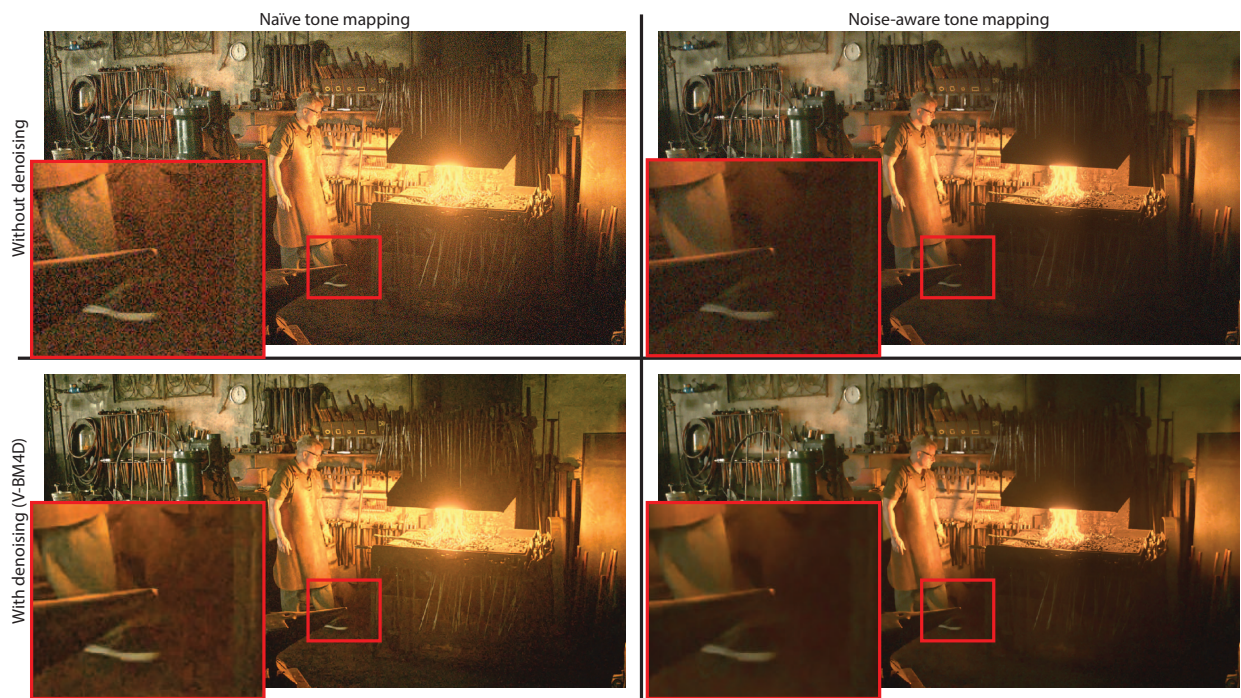 Naïve tone mapping
Noise-aware tone mapping
Without denoising
With denoising (V-BM4D)